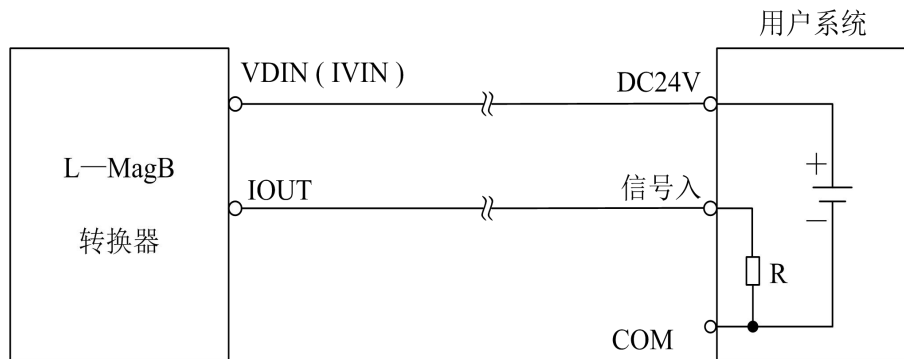 用户系统
VDIN ( IVIN )
DC24V
L—MagB
转换器
IOUT
信号入
+
−
R
COM